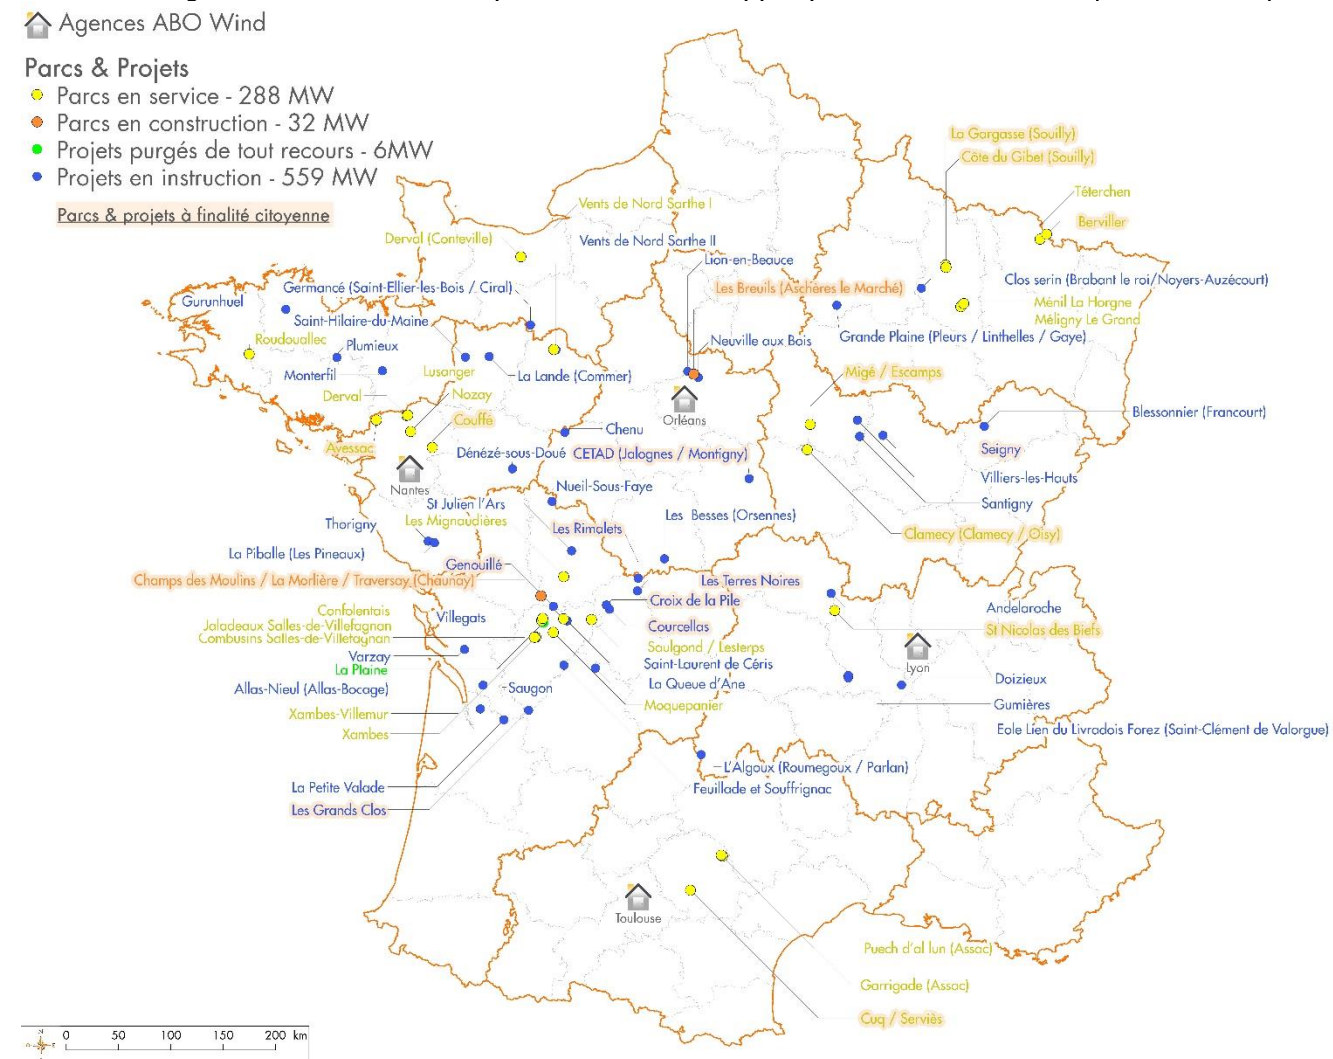 Agences ABO Wind
Parcs & Projets
Parcs en service - 288 MW
Parcs en construction - 32 MW
Projets purgés de tout recours - 6MW
Projets en instruction - 559 MW
Parcs & projets à finalité citoyenne
La Gargasse (Souilly)
Côte du Gibet (Souilly)
Téterchen
Berviller
Vents de Nord Sarthe I
Derval (Conteville)
Vents de Nord Sarthe II
Lion-en-Beauce
Clos serin (Brabant le roi/Noyers-Auzécourt)
Germancé (Saint-Ellier-les-Bois / Ciral)
Les Breuils (Aschères le Marché)
Gurunhuel
Ménil La Horgne
Méligny Le Grand
Saint-Hilaire-du-Maine
Roudouallec
Grande Plaine (Pleurs / Linthelles / Gaye)
Neuville aux Bois
Plumieux
Monterfil
Lusanger
La Lande (Commer)
Migé / Escamps
Derval
Nozay
Orléans
Blessonnier (Francourt)
Couffé
Chenu
Avessac
Dénézé-sous-Doué
CETAD (Jalognes / Montigny)
Seigny
Villiers-les-Hauts
Nantes
Nueil-Sous-Faye
St Julien l'Ars
Santigny
Les Mignaudières
Les Besses (Orsennes)
Thorigny
Les Rimalets
Clamecy (Clamecy / Oisy)
La Piballe (Les Pineaux)
Genouillé
Champs des Moulins / La Morlière / Traversay (Chaunay)
Les Terres Noires
Croix de la Pile
Andelaroche
Confolentais
Villegats
Jaladeaux Salles-de-Villefagnan
Courcellas
St Nicolas des Biefs
Combusins Salles-de-Villefagnan
Saulgond / Lesterps
Varzay
Saint-Laurent de Céris
Lyon
La Plaine
Doizieux
Allas-Nieul (Allas-Bocage)
Saugon
La Queue d'Ane
Moquepanier
Gumières
Xambes-Villemur
Eole Lien du Livradois Forez (Saint-Clément de Valorgue)
Xambes
L'Algoux (Roumegoux / Parlan)
La Petite Valade
Feuillade et Souffrignac
Les Grands Clos
Toulouse
Puech d'al lun (Assac)
Garrigade (Assac)
Cuq / Serviès
0 50 100 150 200 km